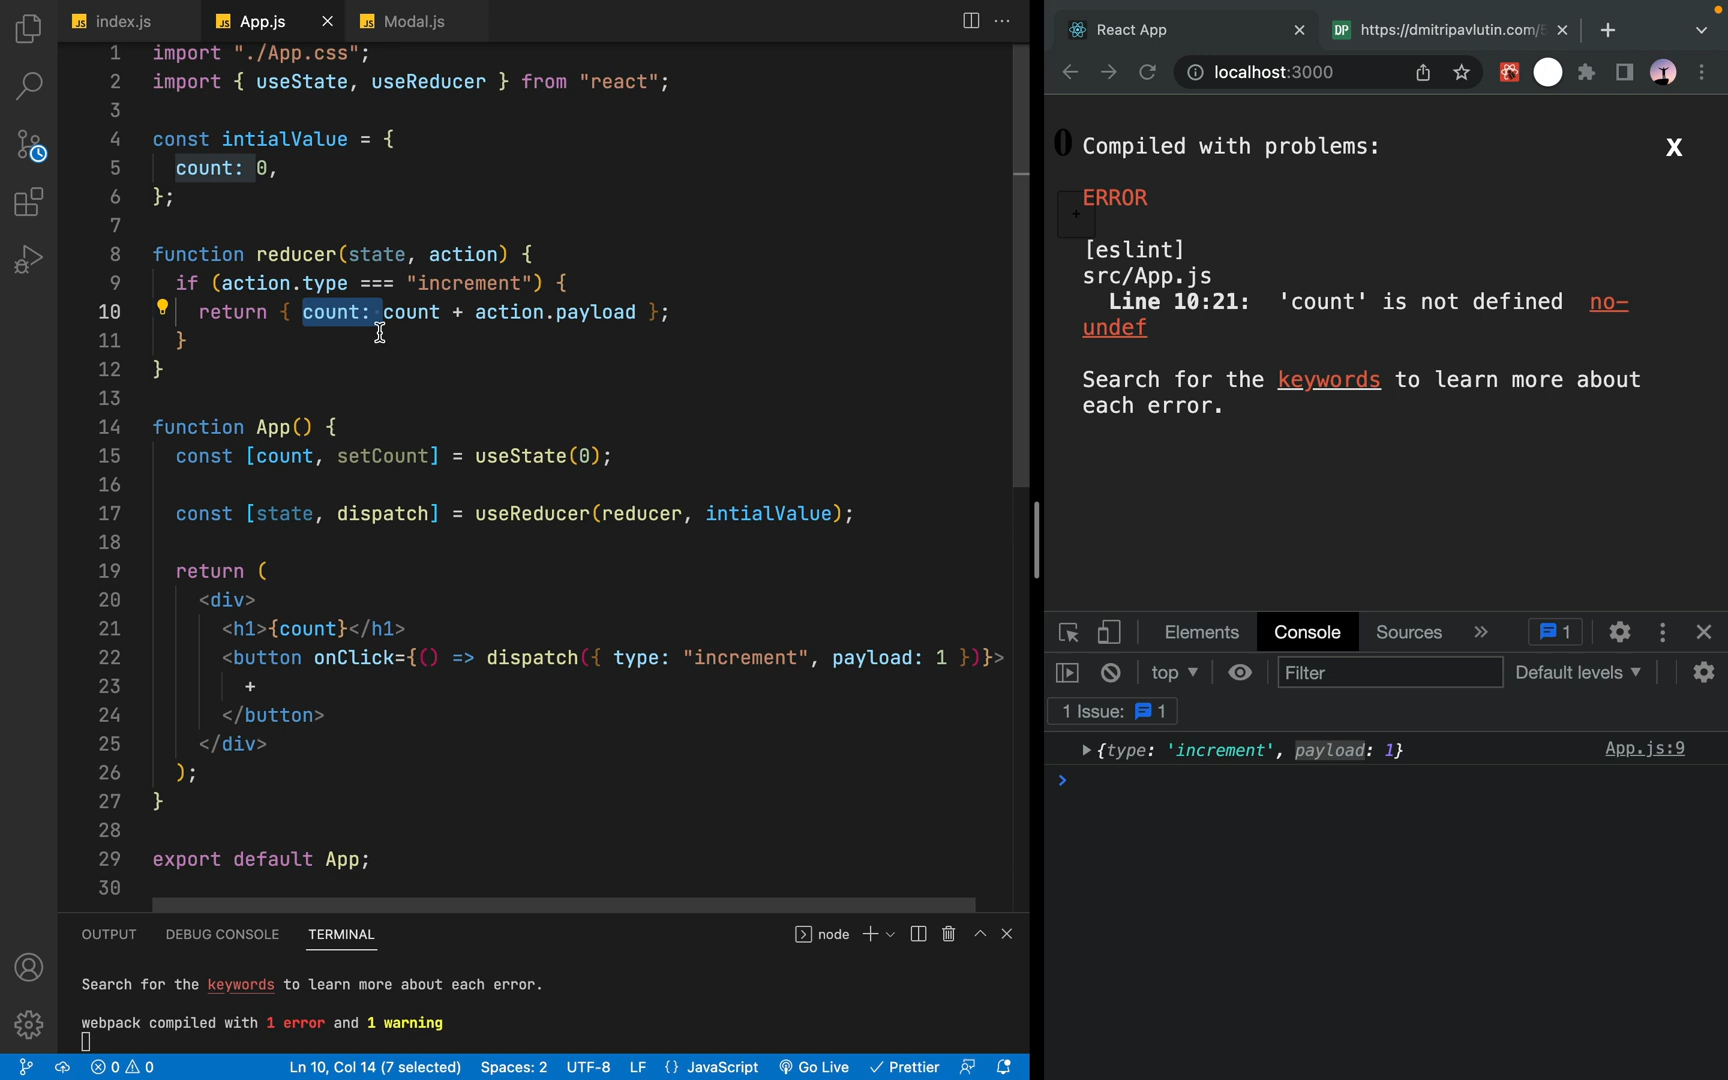 index.js
App.js
Modal.js
1 import "./App.css";
2 import { useState, useReducer } from "react";
3
4 const intialValue = {
5 count: 0,
6 };
7
8 function reducer(state, action) {
9 if (action.type === "increment") {
10 return { count: count + action.payload };
11 }
12 }
13
14 function App() {
15 const [count, setCount] = useState(0);
16
17 const [state, dispatch] = useReducer(reducer, intialValue);
18
19 return (
20 <div>
21 <h1>{count}</h1>
22 <button onClick={() => dispatch({ type: "increment", payload: 1 })}>
23 +
24 </button>
25 </div>
26 );
27 }
28
29 export default App;
30
OUTPUT DEBUG CONSOLE TERMINAL
node
Search for the keywords to learn more about each error.
webpack compiled with 1 error and 1 warning
0 0 Ln 10, Col 14 (7 selected) Spaces: 2 UTF-8 LF {} JavaScript Go Live Prettier
React App
DP https://dmitripavlutin.com/
localhost:3000
0
+
Compiled with problems:
X
ERROR
[eslint]
src/App.js
Line 10:21: 'count' is not defined no-
undef
Search for the keywords to learn more about
each error.
Elements Console Sources 1
top Filter Default levels
1 Issue: 1
{type: 'increment', payload: 1} App.js:9